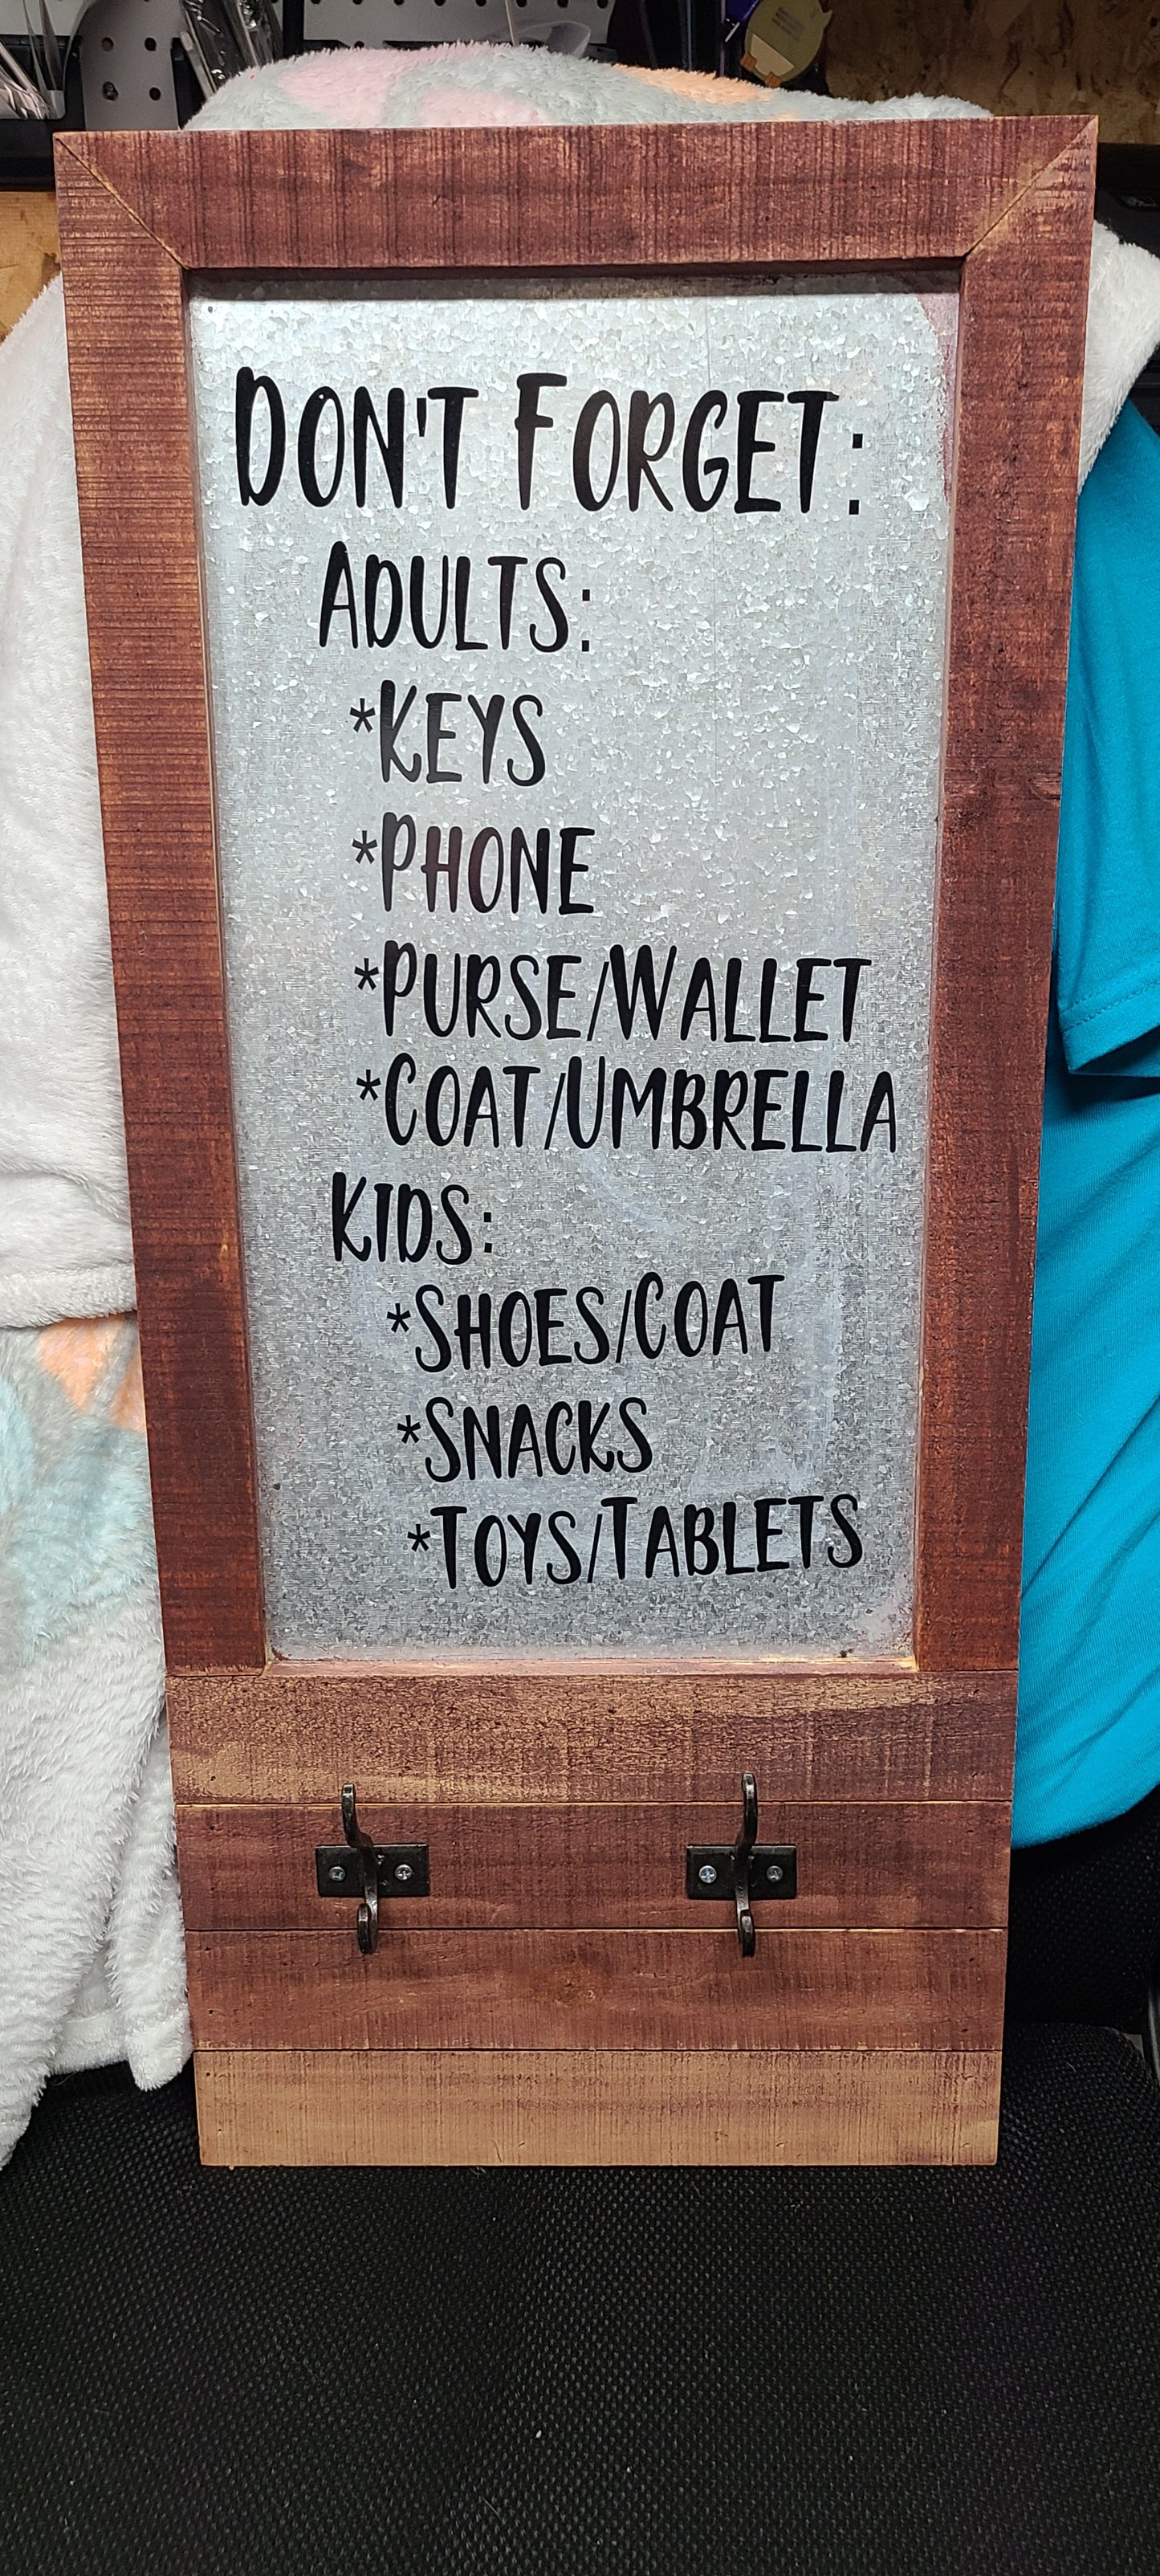 Don't Forget:
Adults:
*Keys
*Phone
*Purse/Wallet
*Coat/Umbrella
Kids:
*Shoes/Coat
*Snacks
*Toys/Tablets